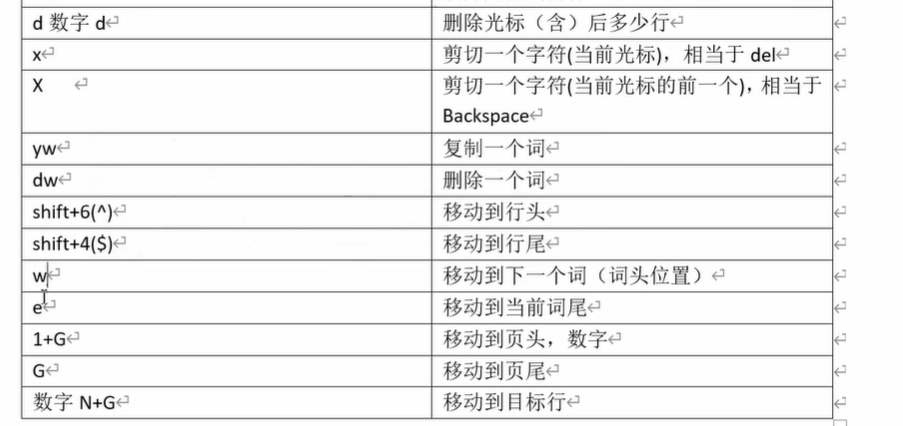 d 数字 d
删除光标（含）后多少行
x
剪切一个字符(当前光标)，相当于 del
X
剪切一个字符(当前光标的前一个)，相当于
Backspace
yw
复制一个词
dw
删除一个词
shift+6(^)
移动到行头
shift+4($)
移动到行尾
w
移动到下一个词（词头位置）
e
移动到当前词尾
1+G
移动到页头，数字
G
移动到页尾
数字 N+G
移动到目标行